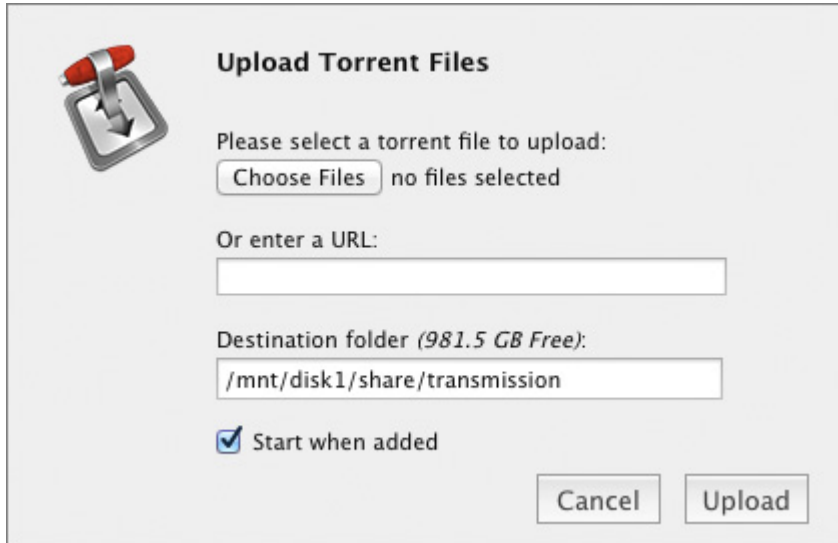 Upload Torrent Files
Please select a torrent file to upload:
Choose Files no files selected
Or enter a URL:
Destination folder (981.5 GB Free):
/mnt/disk1/share/transmission
Start when added
Cancel Upload